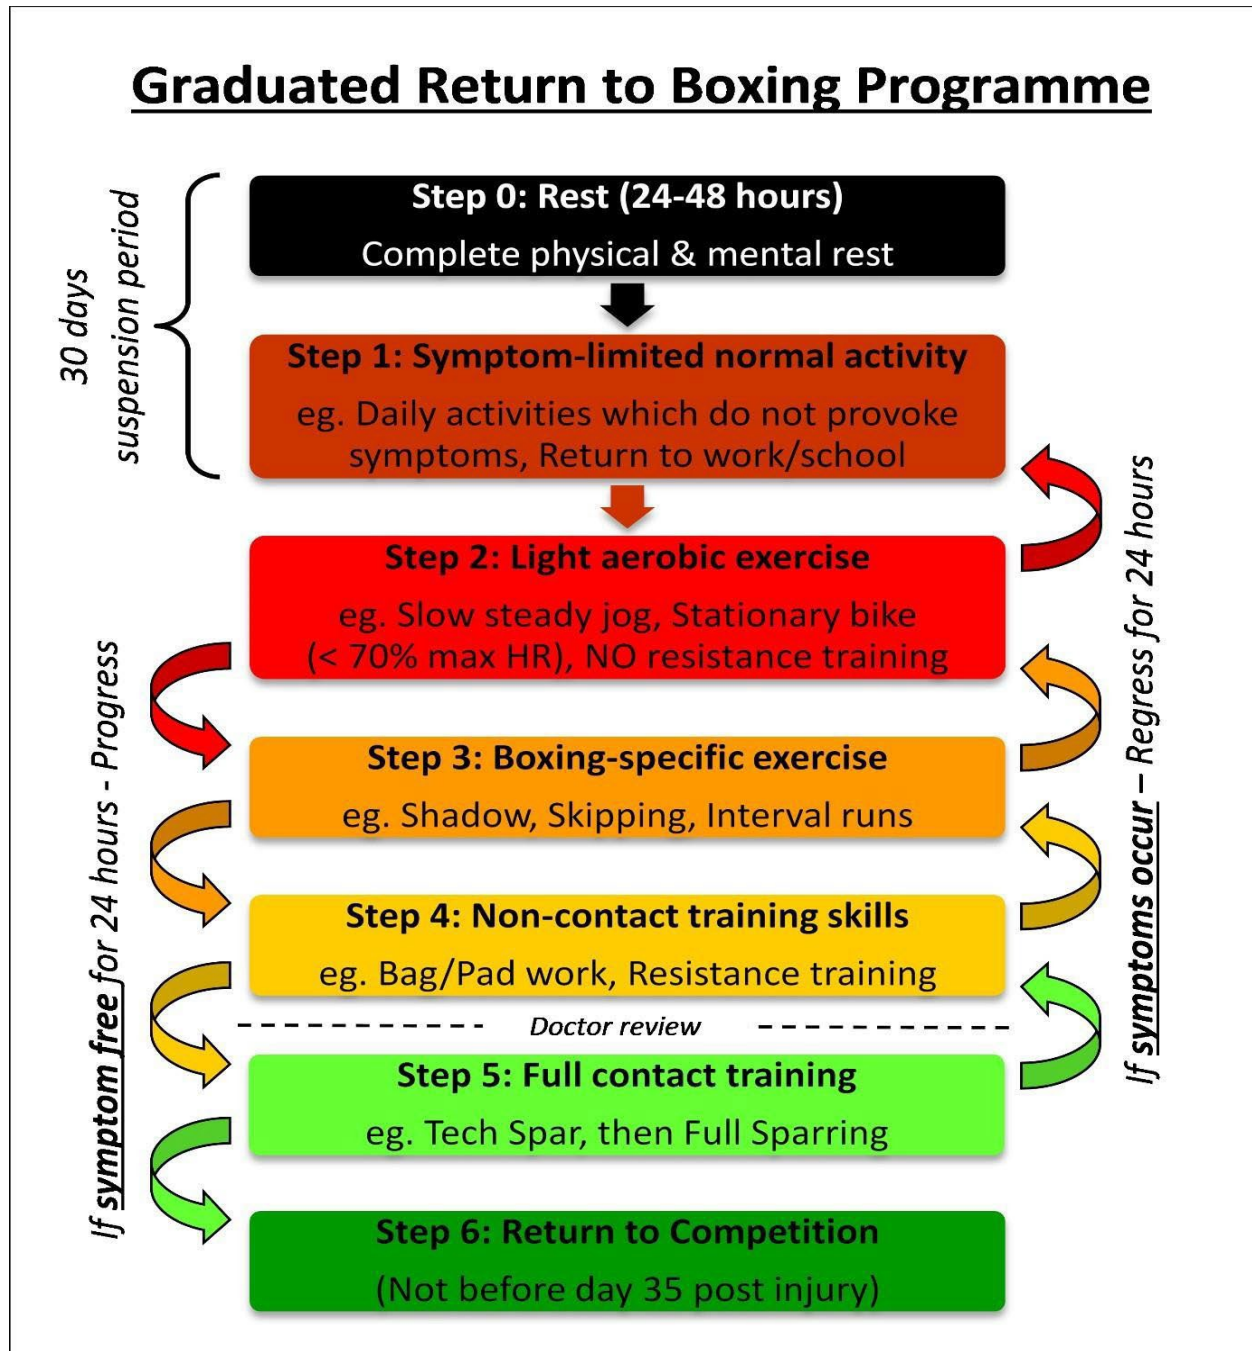 Graduated Return to Boxing Programme
30 days
suspension period
Step 0: Rest (24-48 hours)
Complete physical & mental rest
Step 1: Symptom-limited normal activity
eg. Daily activities which do not provoke
symptoms, Return to work/school
Step 2: Light aerobic exercise
eg. Slow steady jog, Stationary bike
(< 70% max HR), NO resistance training
Step 3: Boxing-specific exercise
eg. Shadow, Skipping, Interval runs
Step 4: Non-contact training skills
eg. Bag/Pad work, Resistance training
Doctor review
Step 5: Full contact training
eg. Tech Spar, then Full Sparring
Step 6: Return to Competition
(Not before day 35 post injury)
If symptom free for 24 hours - Progress
If symptoms occur – Regress for 24 hours